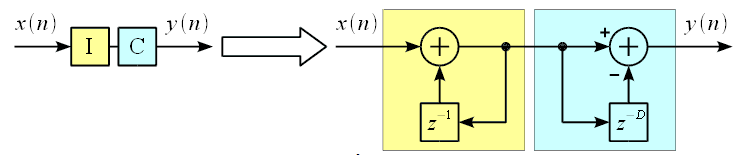 x(n) I C y(n) x(n) + + + − y(n)
z⁻¹ z⁻ᴰ